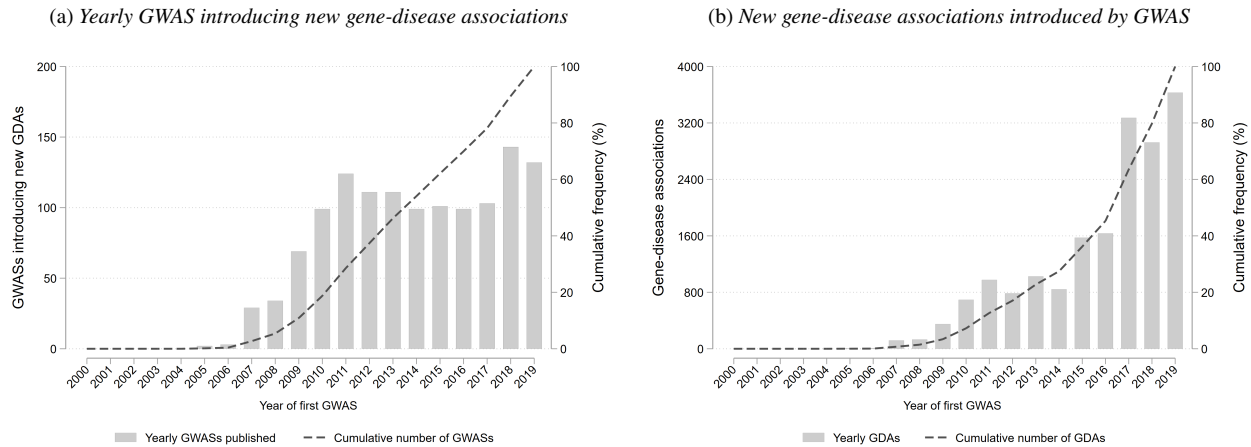 (a) Yearly GWAS introducing new gene-disease associations
GWASs introducing new GDAs
200
150
100
50
0
100
80
60
40
20
0
Cumulative frequency (%)
2000 2001 2002 2003 2004 2005 2006 2007 2008 2009 2010 2011 2012 2013 2014 2015 2016 2017 2018 2019
Year of first GWAS
Yearly GWASs published Cumulative number of GWASs
(b) New gene-disease associations introduced by GWAS
Gene-disease associations
4000
3200
2400
1600
800
0
100
80
60
40
20
0
Cumulative frequency (%)
2000 2001 2002 2003 2004 2005 2006 2007 2008 2009 2010 2011 2012 2013 2014 2015 2016 2017 2018 2019
Year of first GWAS
Yearly GDAs Cumulative number of GDAs